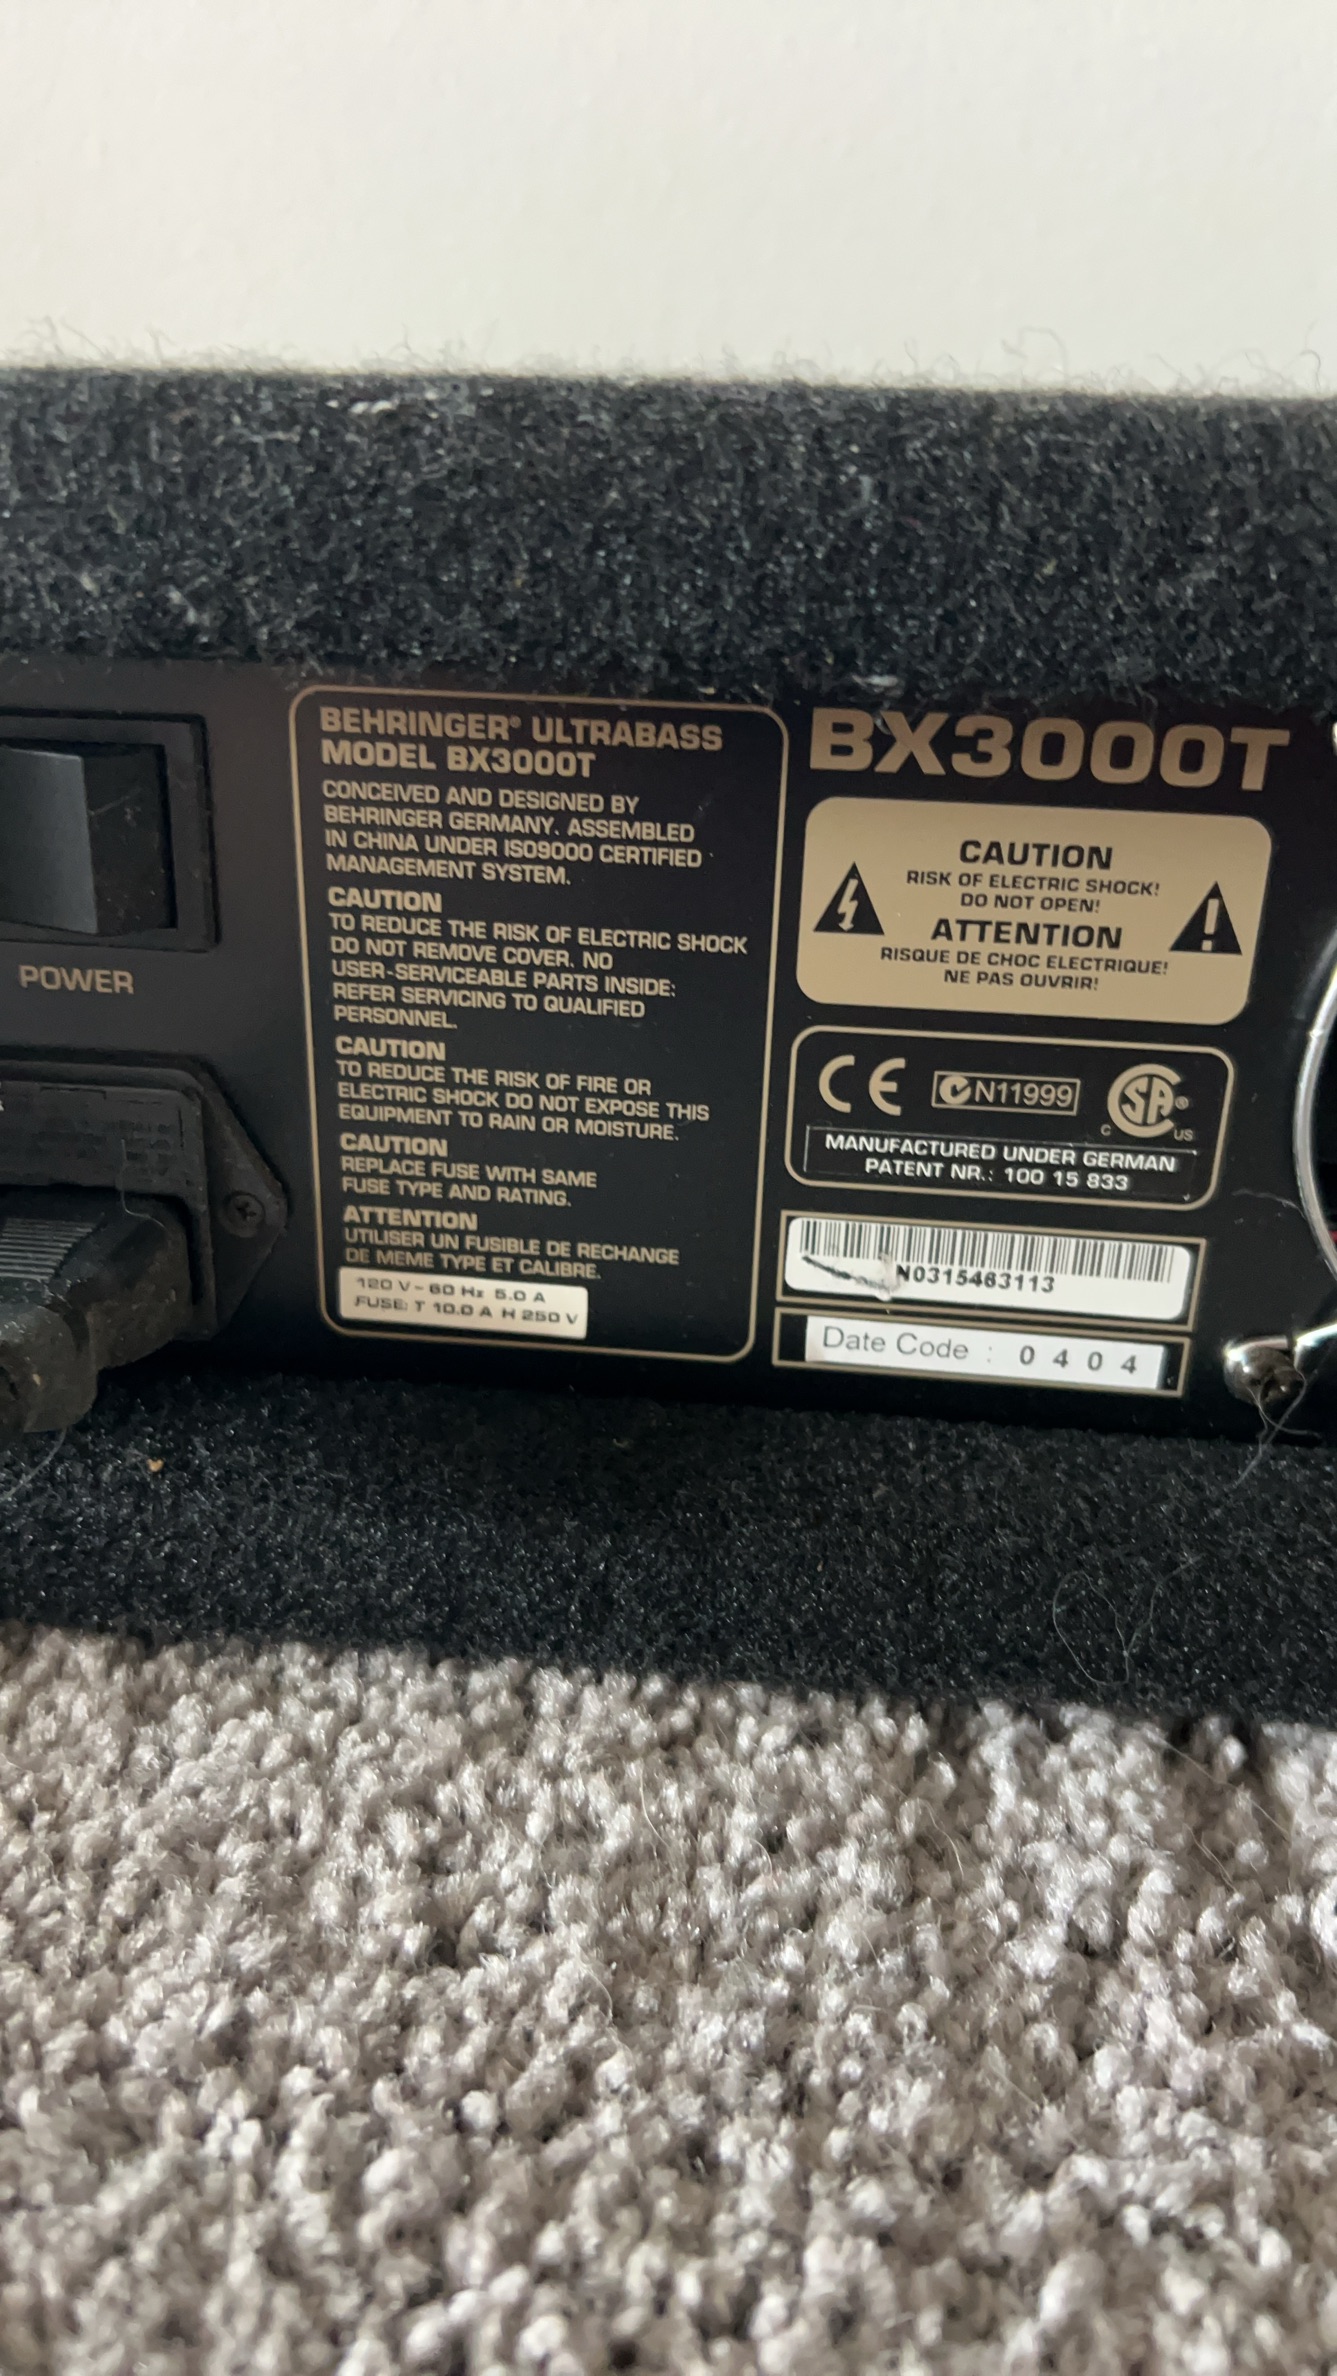 POWER
BEHRINGER® ULTRABASS
MODEL BX3000T
CONCEIVED AND DESIGNED BY
BEHRINGER GERMANY. ASSEMBLED
IN CHINA UNDER ISO9000 CERTIFIED
MANAGEMENT SYSTEM.
CAUTION
TO REDUCE THE RISK OF ELECTRIC SHOCK
DO NOT REMOVE COVER. NO
USER-SERVICEABLE PARTS INSIDE:
REFER SERVICING TO QUALIFIED
PERSONNEL.
CAUTION
TO REDUCE THE RISK OF FIRE OR
ELECTRIC SHOCK DO NOT EXPOSE THIS
EQUIPMENT TO RAIN OR MOISTURE.
CAUTION
REPLACE FUSE WITH SAME
FUSE TYPE AND RATING.
ATTENTION
UTILISER UN FUSIBLE DE RECHANGE
DE MEME TYPE ET CALIBRE.
120 V~ 60 Hz 5.0 A
FUSE: T 10.0 A H 250 V
BX3000T
CAUTION
RISK OF ELECTRIC SHOCK!
DO NOT OPEN!
ATTENTION
RISQUE DE CHOC ELECTRIQUE!
NE PAS OUVRIR!
CE N11999 C SA® US
MANUFACTURED UNDER GERMAN
PATENT NR.: 100 15 833
N0315463113
Date Code : 0 4 0 4